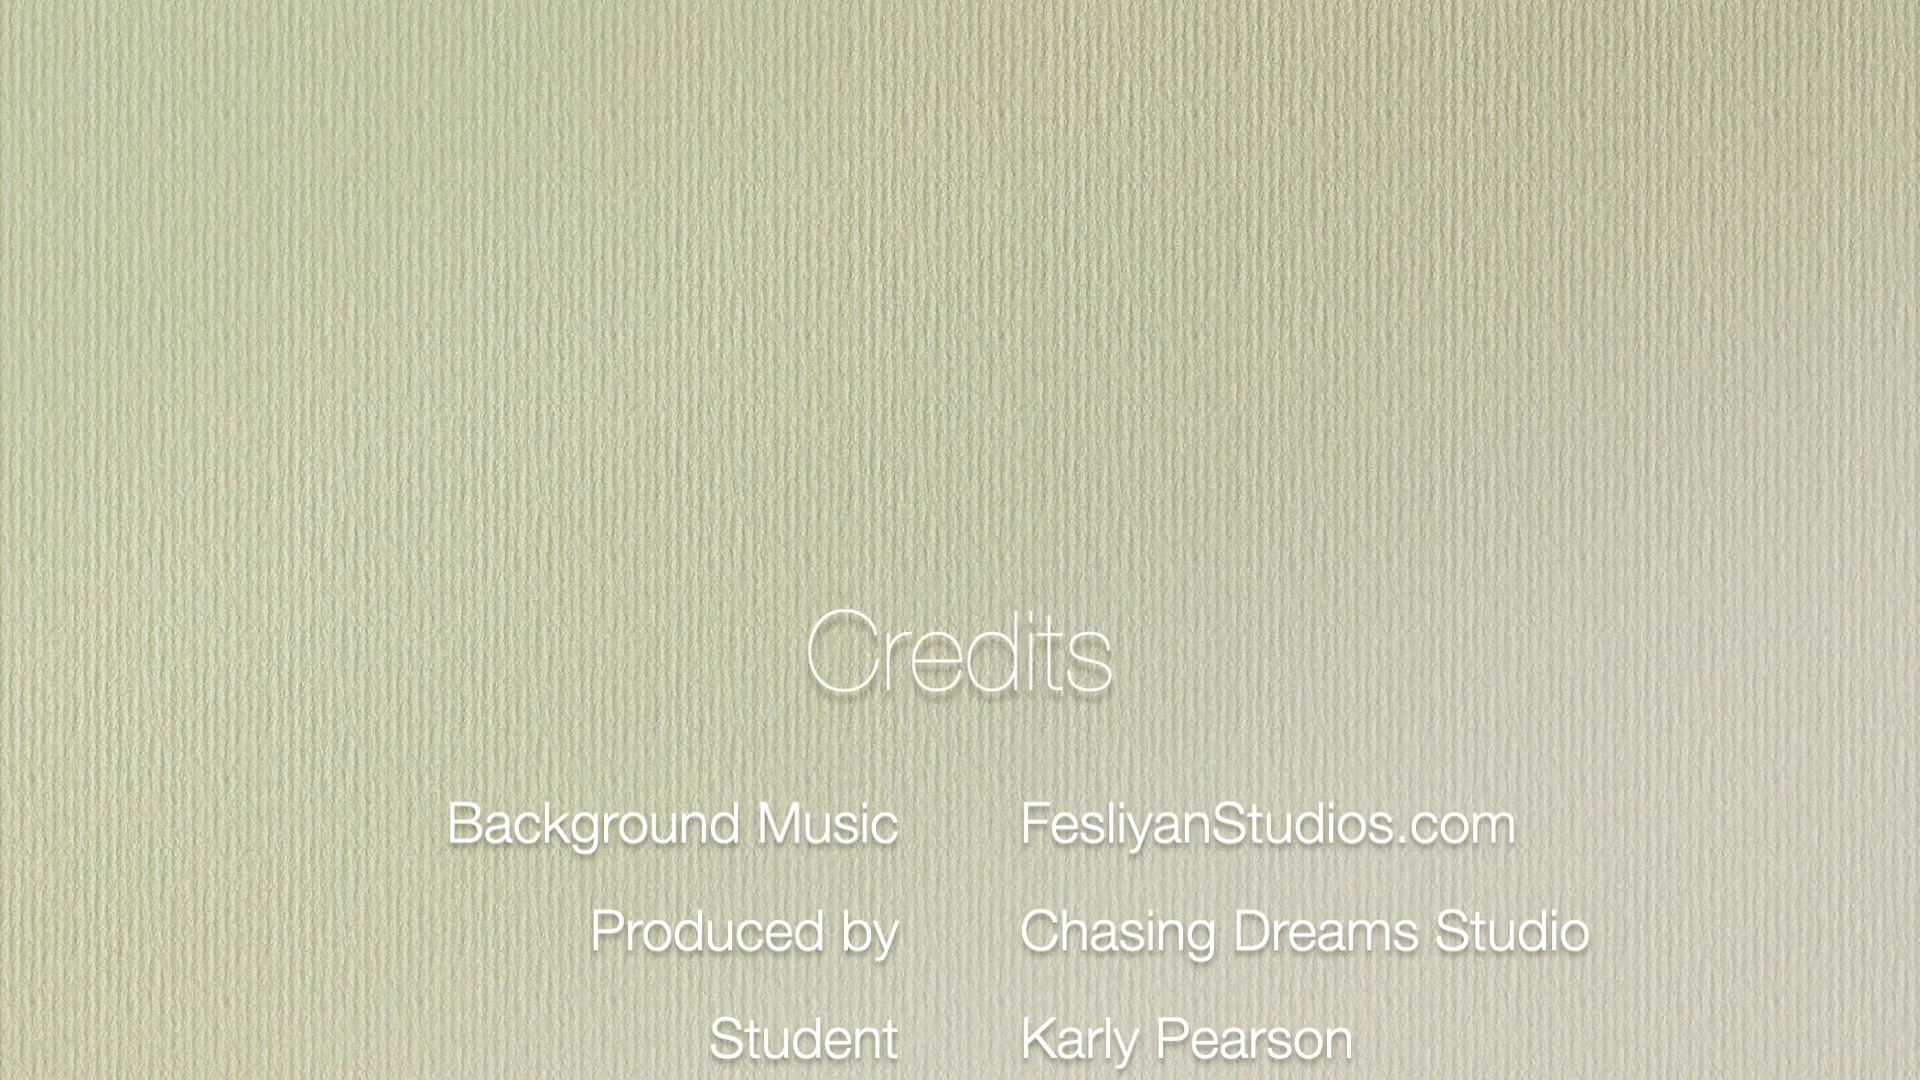 Credits
Background Music FesliyanStudios.com
Produced by Chasing Dreams Studio
Student Karly Pearson